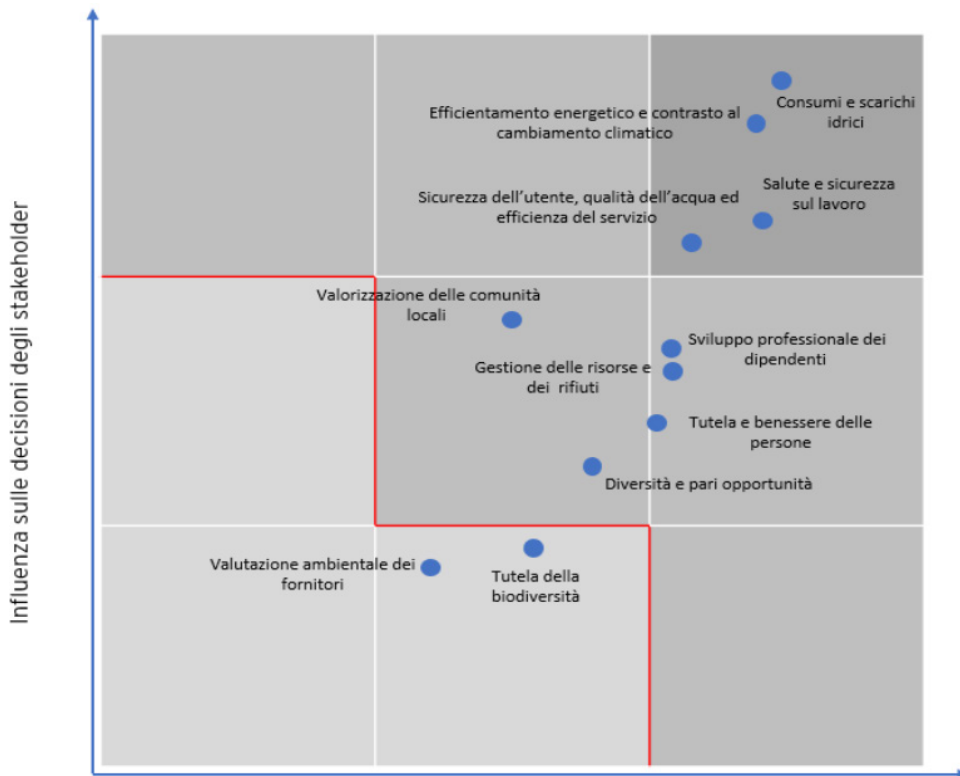 Influenza sulle decisioni degli stakeholder
Efficientamento energetico e contrasto al
cambiamento climatico
Consumi e scarichi
idrici
Sicurezza dell'utente, qualità dell'acqua ed
efficienza del servizio
Salute e sicurezza
sul lavoro
Valorizzazione delle comunità
locali
Sviluppo professionale dei
dipendenti
Gestione delle risorse e
dei rifiuti
Tutela e benessere delle
persone
Diversità e pari opportunità
Valutazione ambientale dei
fornitori
Tutela della
biodiversità